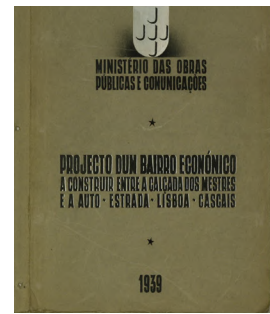 MINISTÉRIO DAS OBRAS
PÚBLICAS E COMUNICAÇÕES
PROJECTO DUM BAIRRO ECONÓMICO
A CONSTRUIR ENTRE A CALÇADA DOS MESTRES
E A AUTO • ESTRADA • LISBOA • CASCAIS
1939